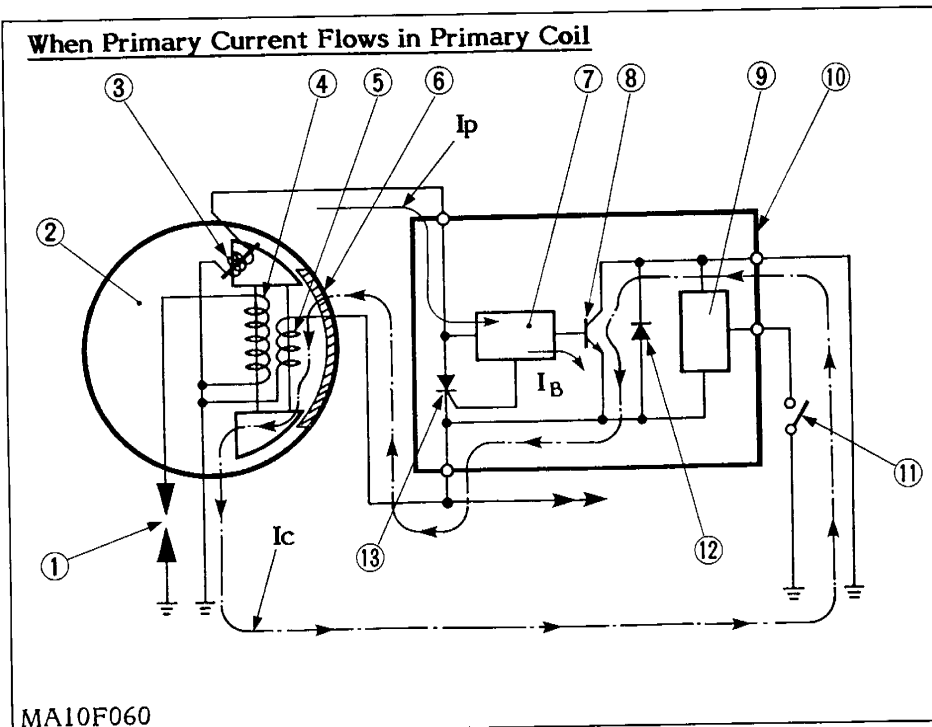 When Primary Current Flows in Primary Coil
③ ④ ⑤ ⑥ ⑦ ⑧ ⑨ ⑩
Ip
②
I_B
⑪
① Ic ⑬ ⑫
MA10F060